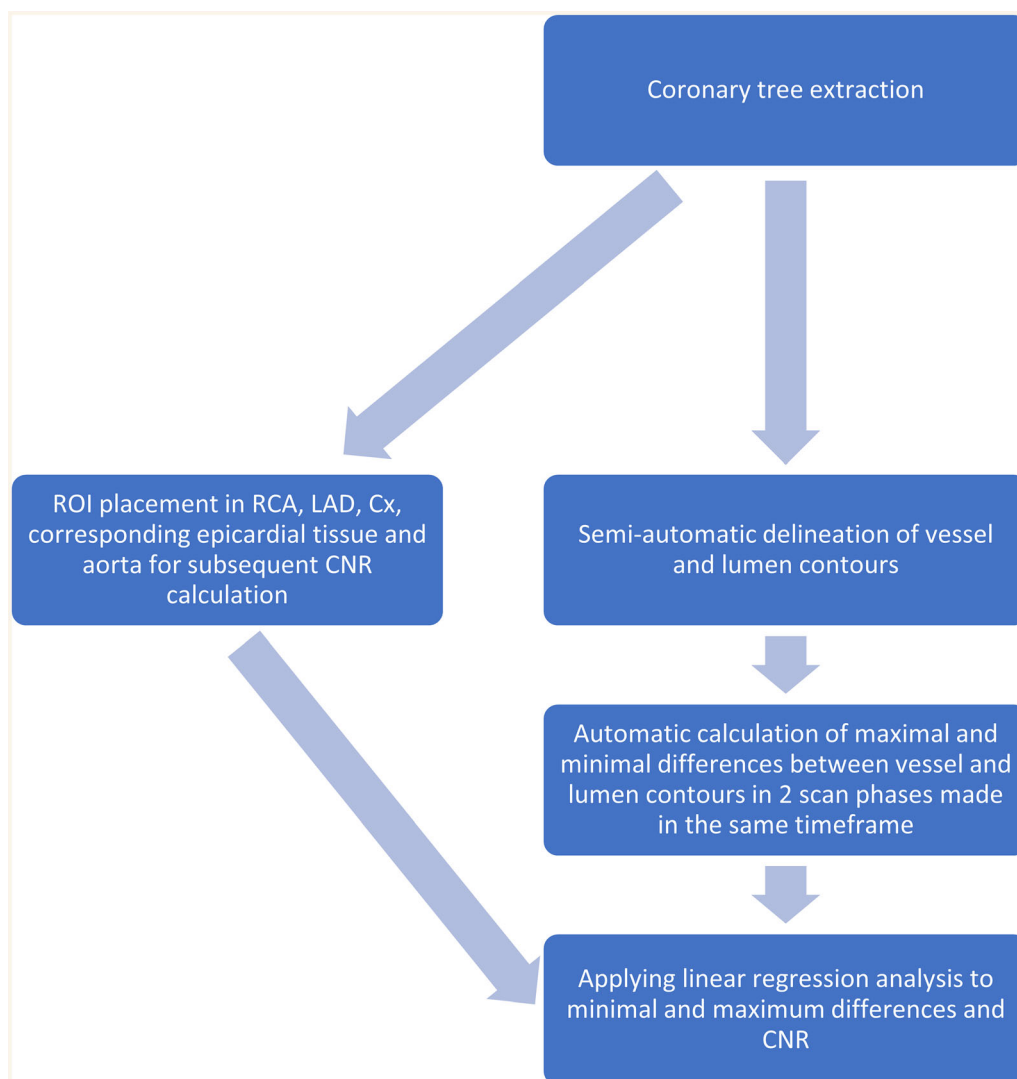 Coronary tree extraction
ROI placement in RCA, LAD, Cx,
corresponding epicardial tissue and
aorta for subsequent CNR
calculation
Semi-automatic delineation of vessel
and lumen contours
Automatic calculation of maximal and
minimal differences between vessel and
lumen contours in 2 scan phases made
in the same timeframe
Applying linear regression analysis to
minimal and maximum differences and
CNR